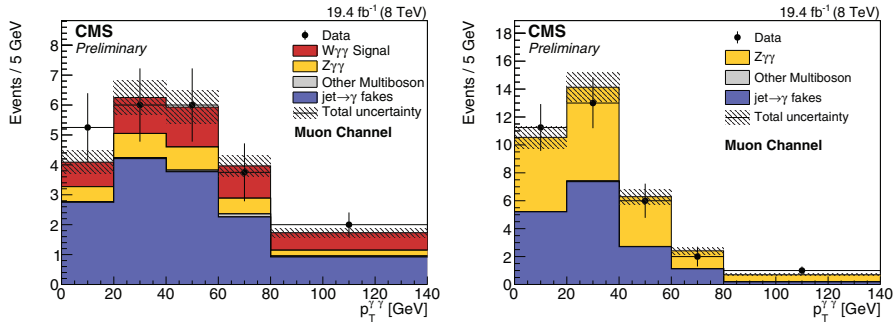 19.4 fb⁻¹ (8 TeV)
CMS
Preliminary
Data
Wγγ Signal
Zγγ
Other Multiboson
jet→γ fakes
Total uncertainty
Muon Channel
Events / 5 GeV
8
7
6
5
4
3
2
1
0
0 20 40 60 80 100 120 140
p_T^γγ [GeV]
19.4 fb⁻¹ (8 TeV)
CMS
Preliminary
Data
Zγγ
Other Multiboson
jet→γ fakes
Total uncertainty
Muon Channel
Events / 5 GeV
18
16
14
12
10
8
6
4
2
0
0 20 40 60 80 100 120 140
p_T^γγ [GeV]